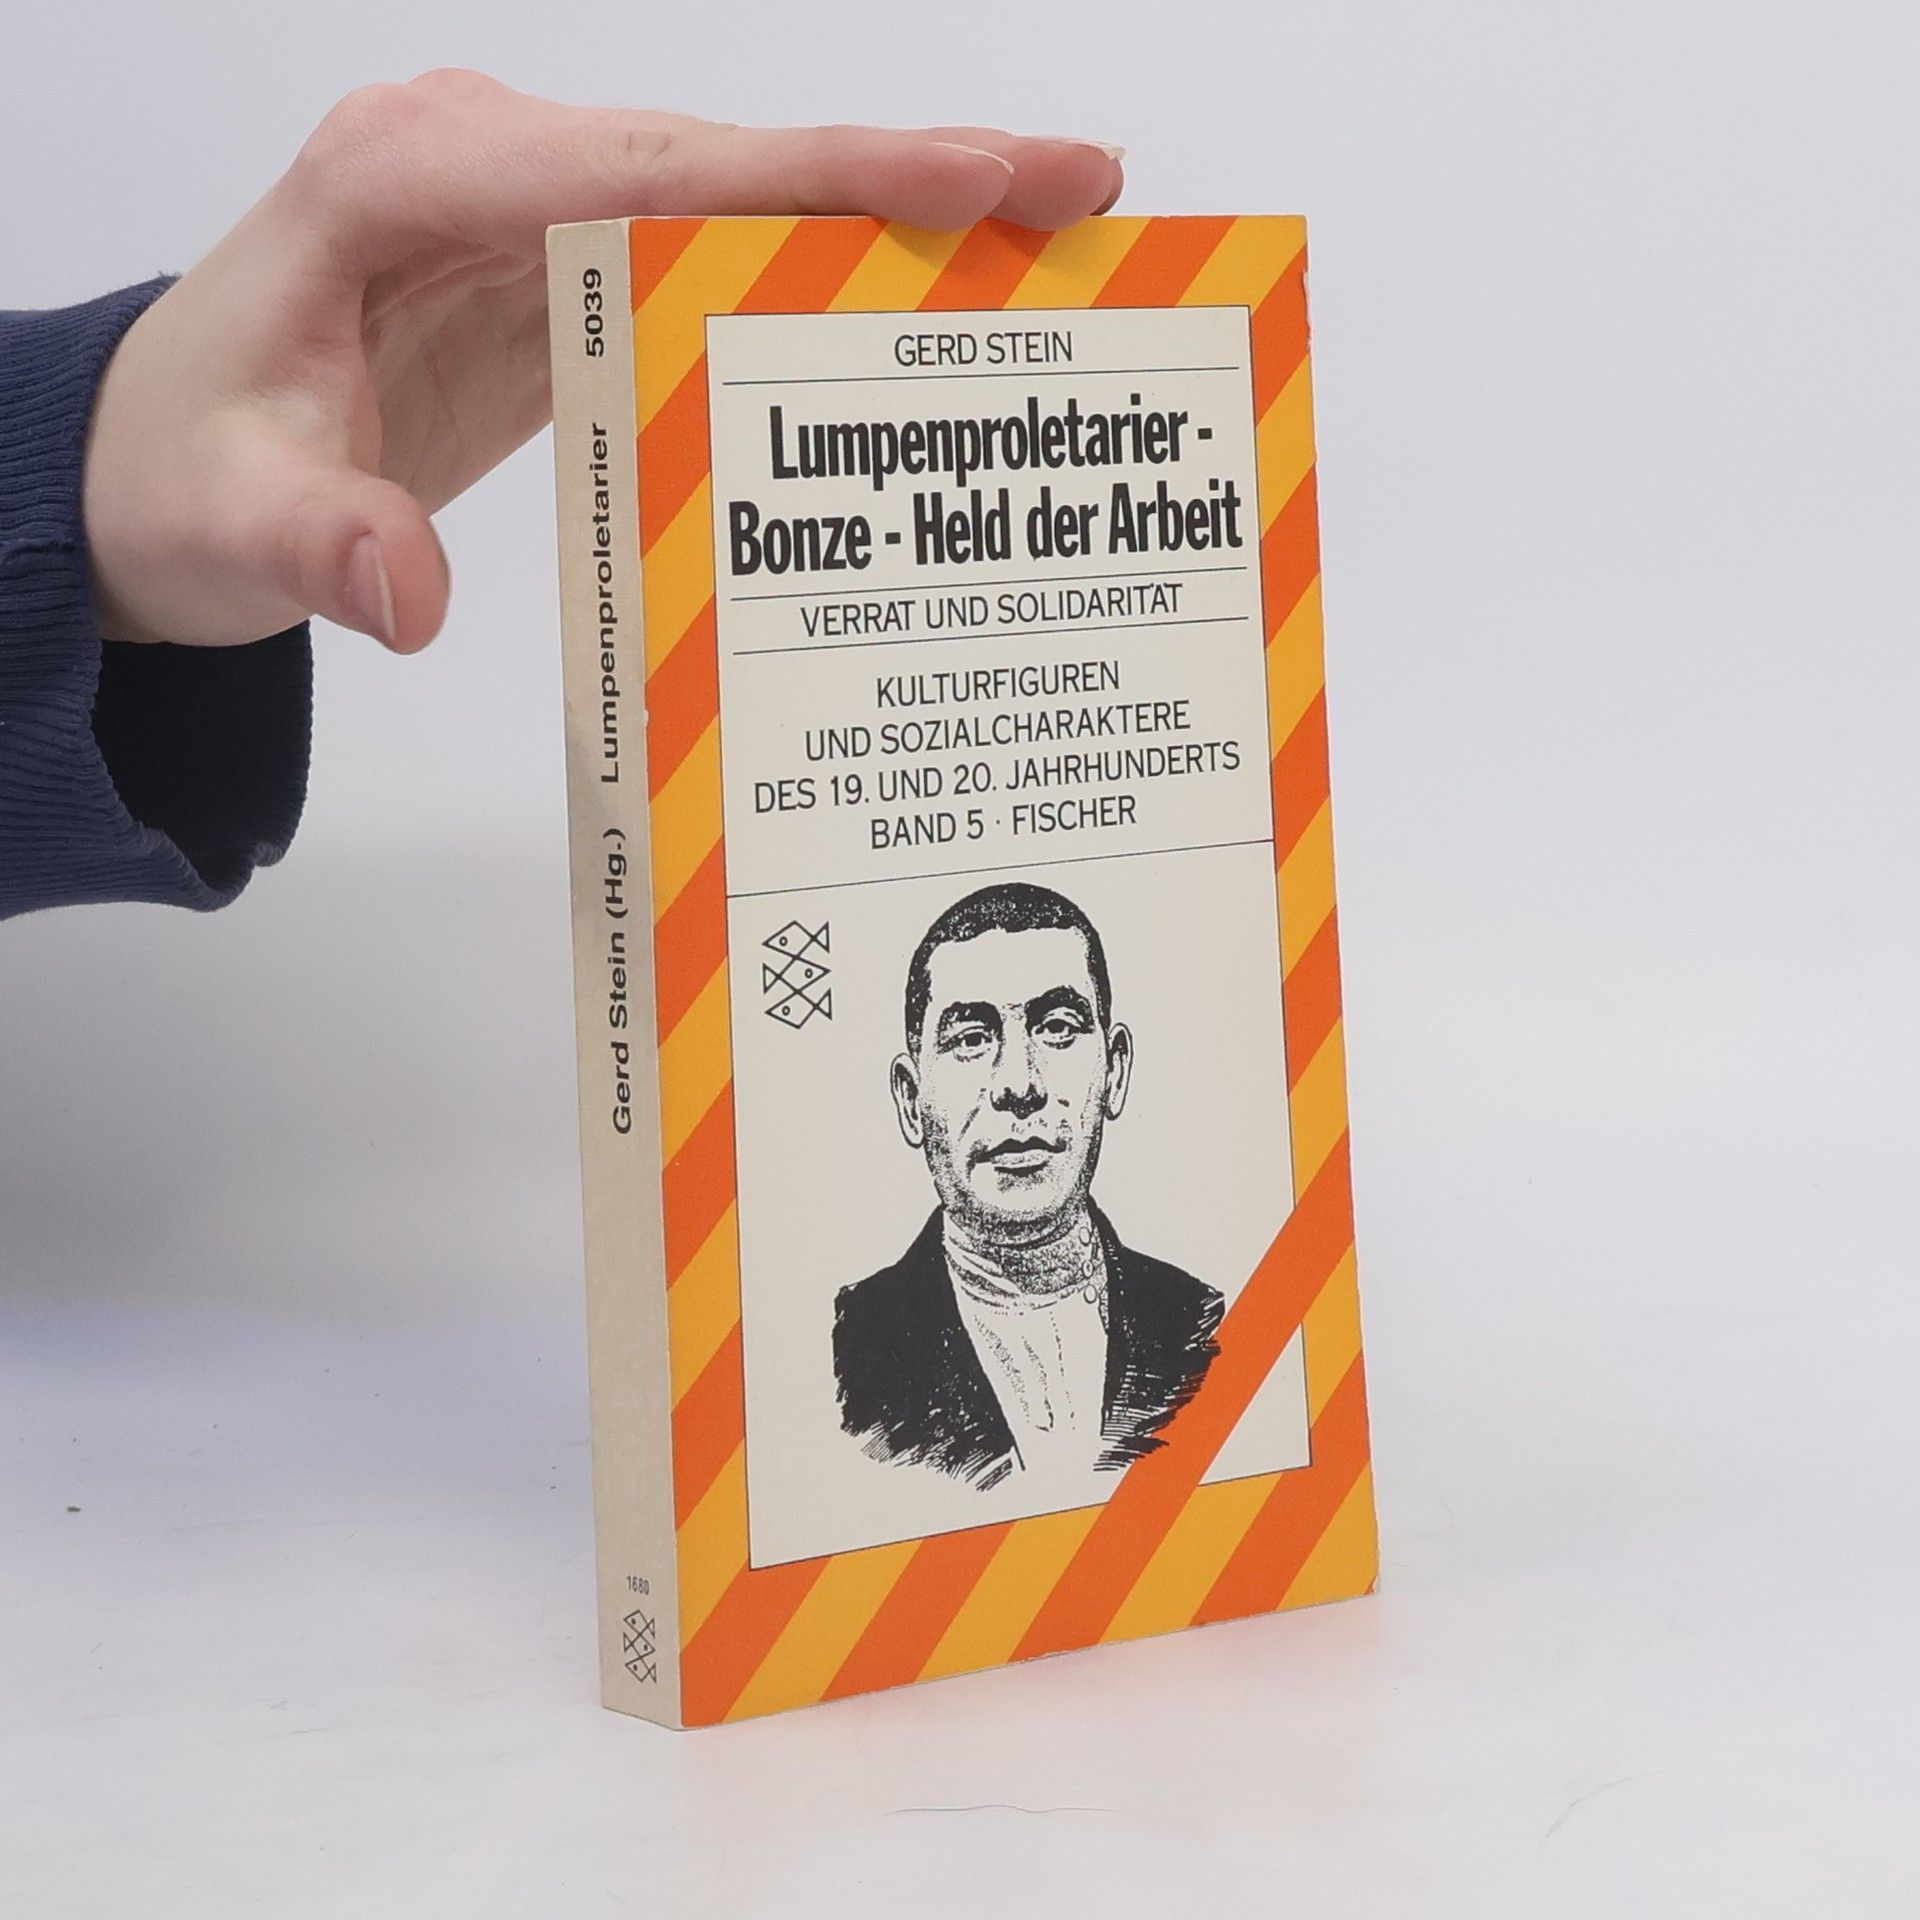 GERD STEIN
Lumpenproletarier -
Bonze - Held der Arbeit
VERRAT UND SOLIDARITÄT
KULTURFIGUREN
UND SOZIALCHARAKTERE
DES 19. UND 20. JAHRHUNDERTS
BAND 5 · FISCHER
Gerd Stein (Hg.) Lumpenproletarier 5039
1680